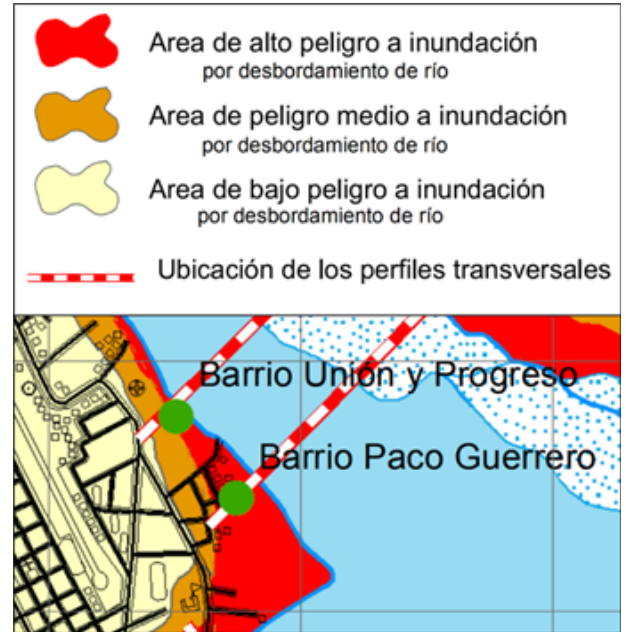 Area de alto peligro a inundación
por desbordamiento de río
Area de peligro medio a inundación
por desbordamiento de río
Area de bajo peligro a inundación
por desbordamiento de río
Ubicación de los perfiles transversales
Barrio Unión y Progreso
Barrio Paco Guerrero